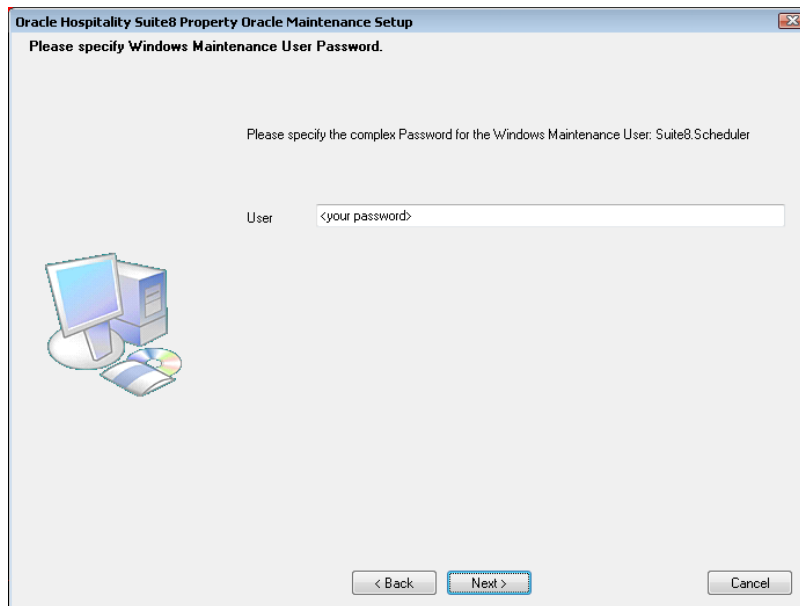 Oracle Hospitality Suite8 Property Oracle Maintenance Setup
Please specify Windows Maintenance User Password.
Please specify the complex Password for the Windows Maintenance User: Suite8.Scheduler
User <your password>
< Back Next > Cancel